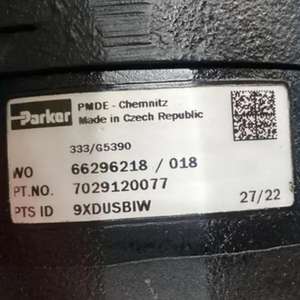 Parker
PMDE - Chemnitz
Made in Czech Republic
333/G5390
WO 66296218 / 018
PT.NO. 7029120077
PTS ID 9XDUSBIW 27/22